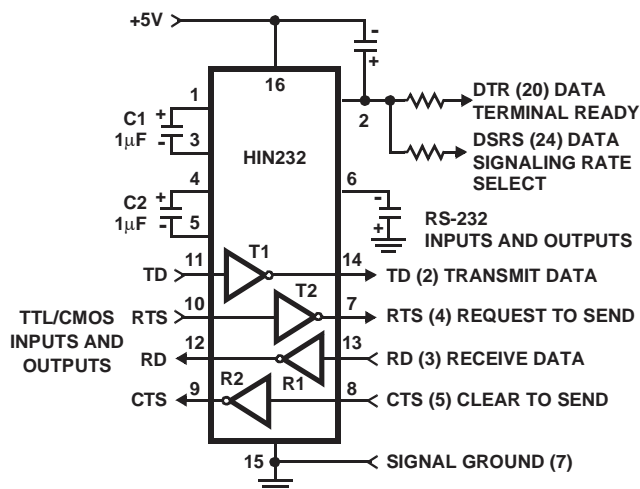 +5V
-
+
16
1
C1
+
1µF
-
3
HIN232
2
DTR (20) DATA
TERMINAL READY
DSRS (24) DATA
SIGNALING RATE
SELECT
4
C2
+
1µF
-
5
6
-
+
RS-232
INPUTS AND OUTPUTS
TD
11
T1
14
TD (2) TRANSMIT DATA
TTL/CMOS
INPUTS AND
OUTPUTS
RTS
10
T2
7
RTS (4) REQUEST TO SEND
RD
12
R1
13
RD (3) RECEIVE DATA
CTS
9
R2
8
CTS (5) CLEAR TO SEND
15
SIGNAL GROUND (7)